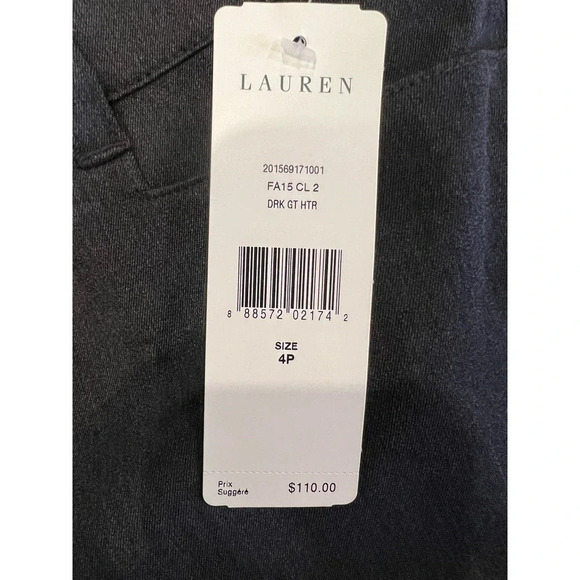 LAUREN
201569171001
FA15 CL 2
DRK GT HTR
8 88572 02174 2
SIZE
4P
Prix
Suggéré
$110.00